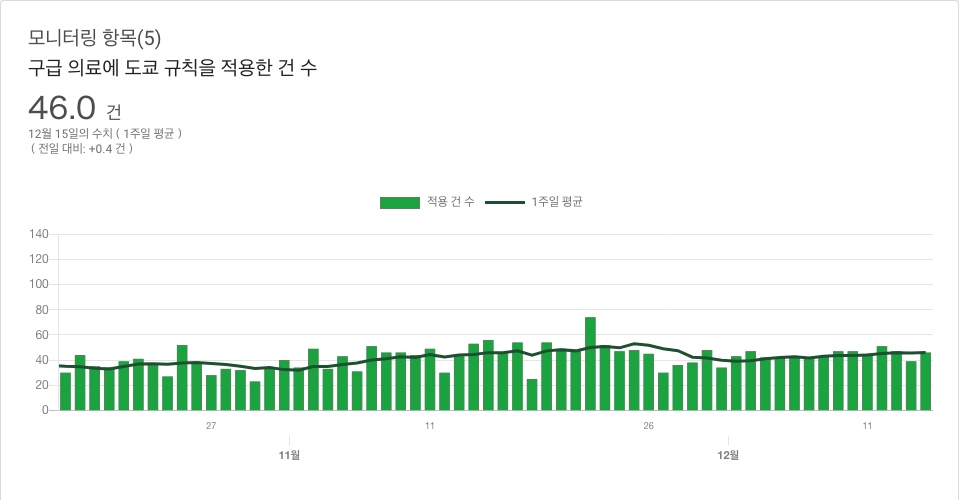 모니터링 항목(5)
구급 의료에 도쿄 규칙을 적용한 건 수
46.0 건
12월 15일의 수치 ( 1주일 평균 )
( 전일 대비: +0.4 건 )
적용 건 수 1주일 평균
140
120
100
80
60
40
20
0
27 11 26 11
11월 12월